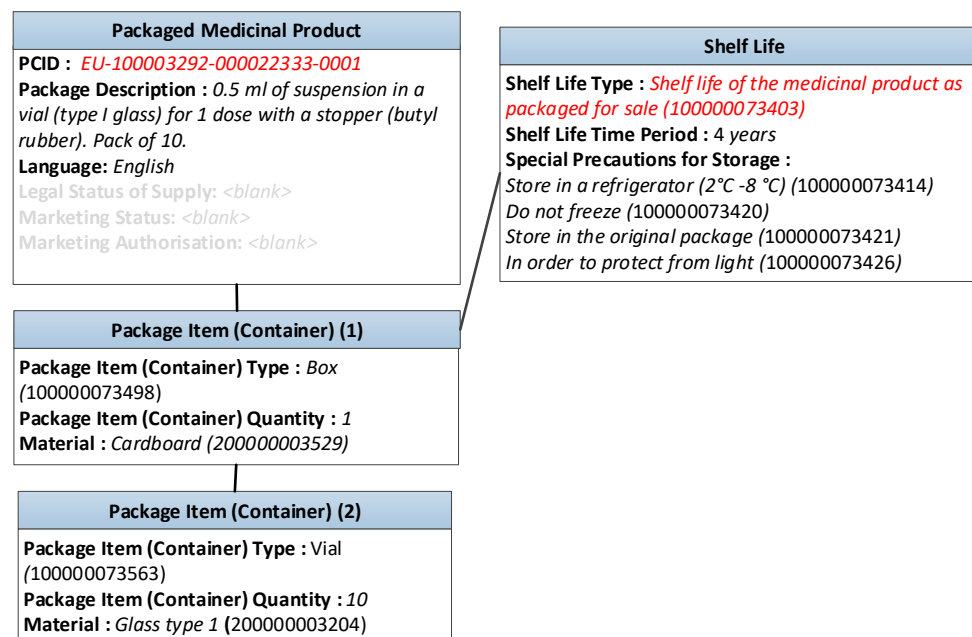 Packaged Medicinal Product
PCID : EU-100003292-000022333-0001
Package Description : 0.5 ml of suspension in a
vial (type I glass) for 1 dose with a stopper (butyl
rubber). Pack of 10.
Language: English
Legal Status of Supply: <blank>
Marketing Status: <blank>
Marketing Authorisation: <blank>
Shelf Life
Shelf Life Type : Shelf life of the medicinal product as
packaged for sale (100000073403)
Shelf Life Time Period : 4 years
Special Precautions for Storage :
Store in a refrigerator (2°C -8 °C) (100000073414)
Do not freeze (100000073420)
Store in the original package (100000073421)
In order to protect from light (100000073426)
Package Item (Container) (1)
Package Item (Container) Type : Box
(100000073498)
Package Item (Container) Quantity : 1
Material : Cardboard (200000003529)
Package Item (Container) (2)
Package Item (Container) Type : Vial
(100000073563)
Package Item (Container) Quantity : 10
Material : Glass type 1 (200000003204)